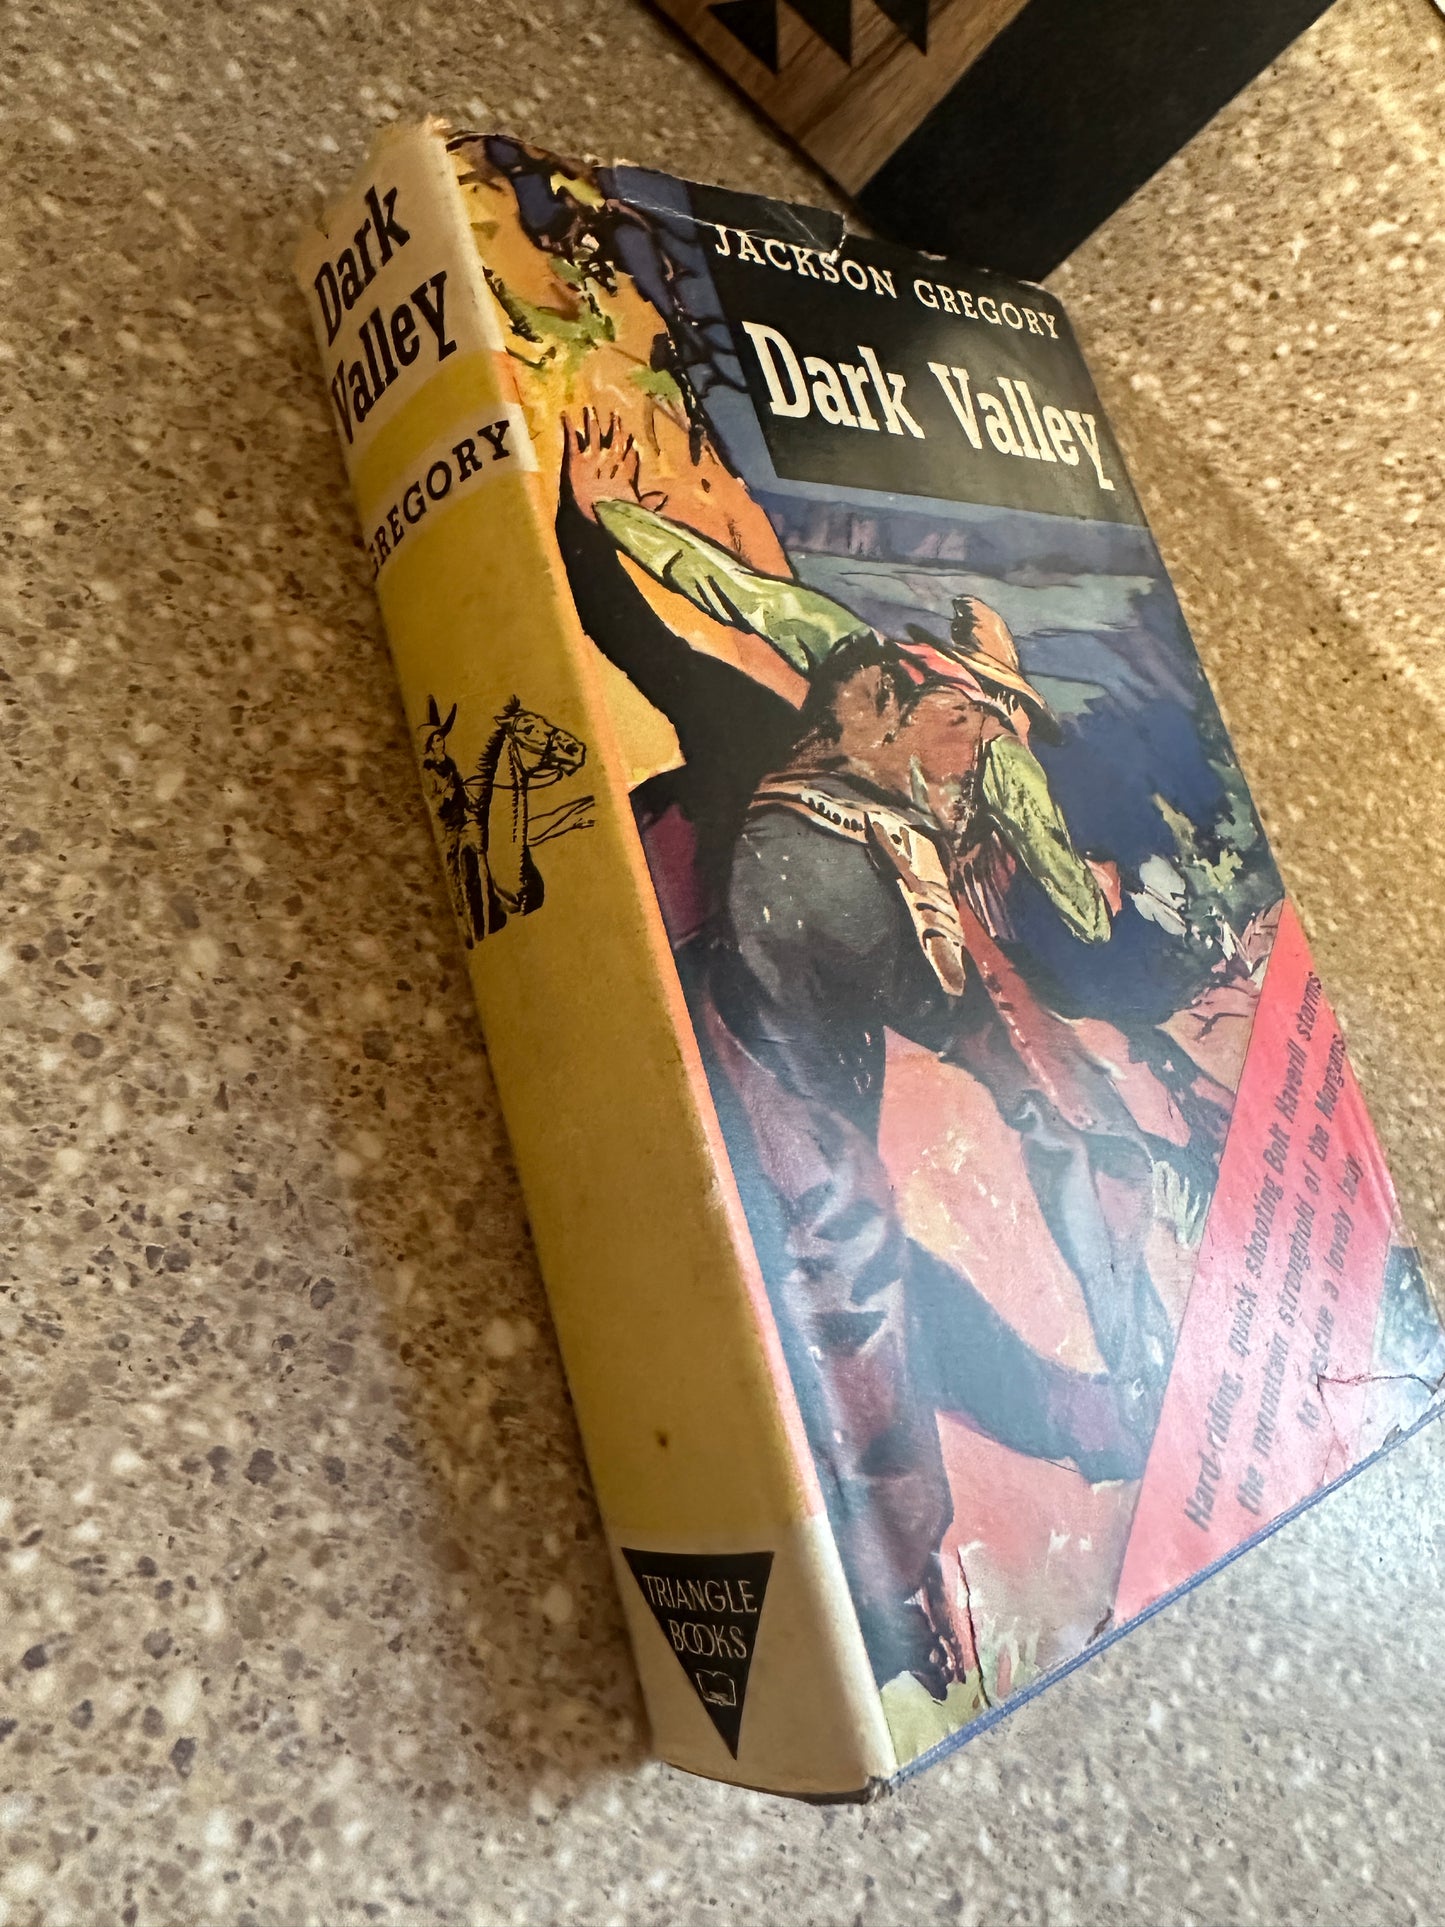 Dark
Valley
GREGORY
TRIANGLE
BOOKS
JACKSON GREGORY
Dark Valley
Hard-riding, quick shooting Bolt Haverill storms
the mountain stronghold of the Morgans
to rescue a lovely lady